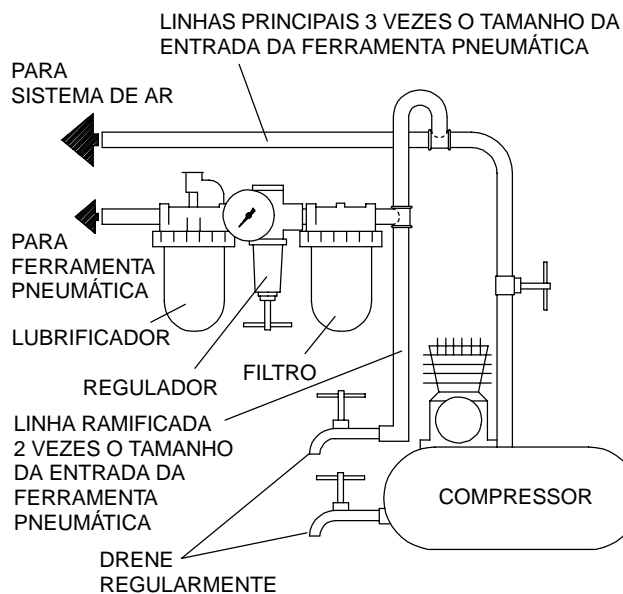 LINHAS PRINCIPAIS 3 VEZES O TAMANHO DA
ENTRADA DA FERRAMENTA PNEUMÁTICA
PARA
SISTEMA DE AR
PARA
FERRAMENTA
PNEUMÁTICA
LUBRIFICADOR
REGULADOR
FILTRO
LINHA RAMIFICADA
2 VEZES O TAMANHO
DA ENTRADA DA
FERRAMENTA
PNEUMÁTICA
COMPRESSOR
DRENE
REGULARMENTE